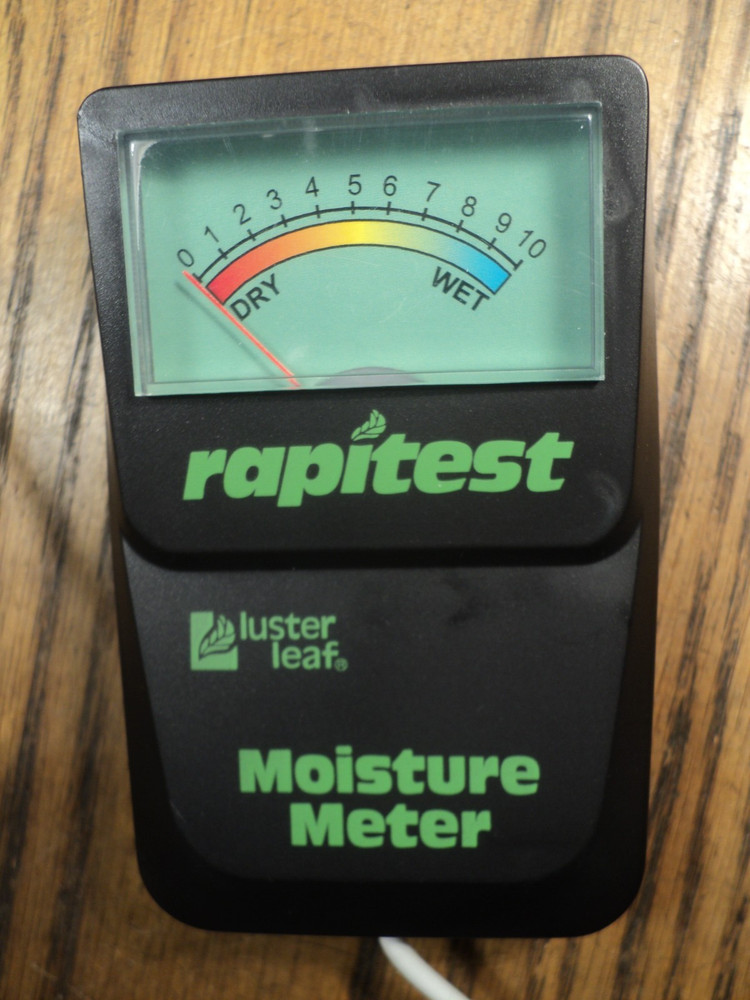 0 1 2 3 4 5 6 7 8 9 10
DRY WET
rapitest
luster
leaf®
Moisture
Meter